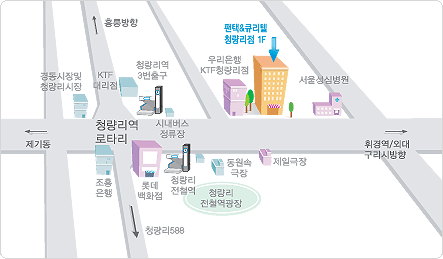 홍릉방향
팬택&큐리텔
청량리점 1F
청량리역
3번출구
우리은행
KTF청량리점
경동시장및
청량리시장
KTF
대리점
서울성심병원
청량리역
로타리
시내버스
정류장
제기동
휘경역/외대
구리시방향
조흥
은행
롯데
백화점
청량리
전철역
동원속
극장
제일극장
청량리
전철역광장
청량리588